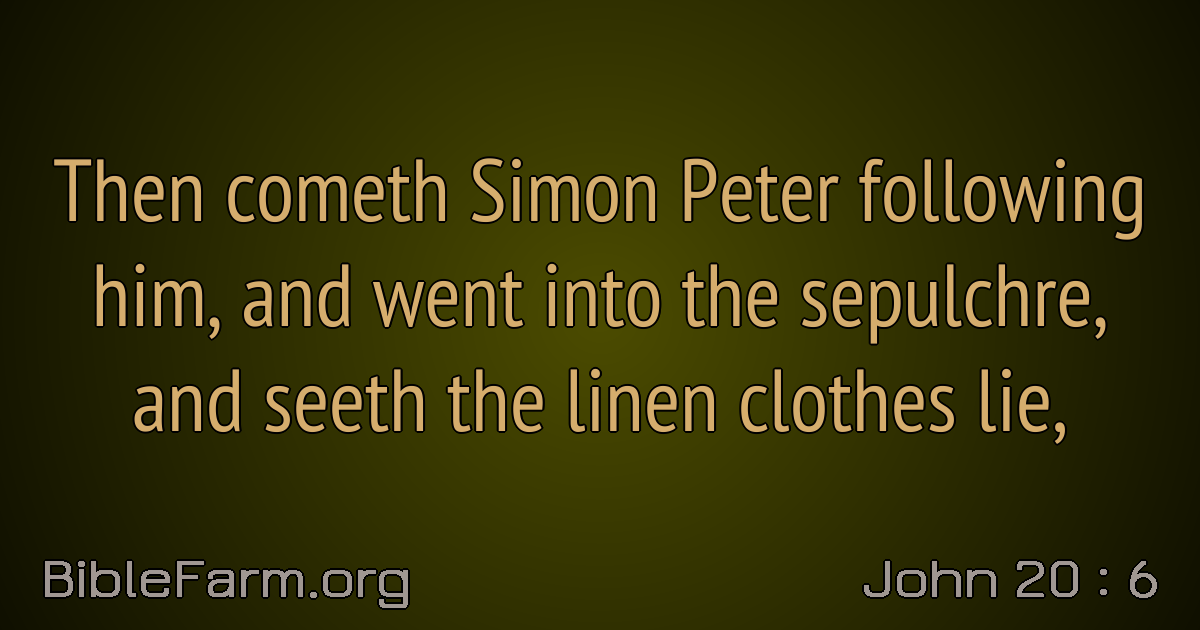 Then cometh Simon Peter following
him, and went into the sepulchre,
and seeth the linen clothes lie,
BibleFarm.org
John 20 : 6